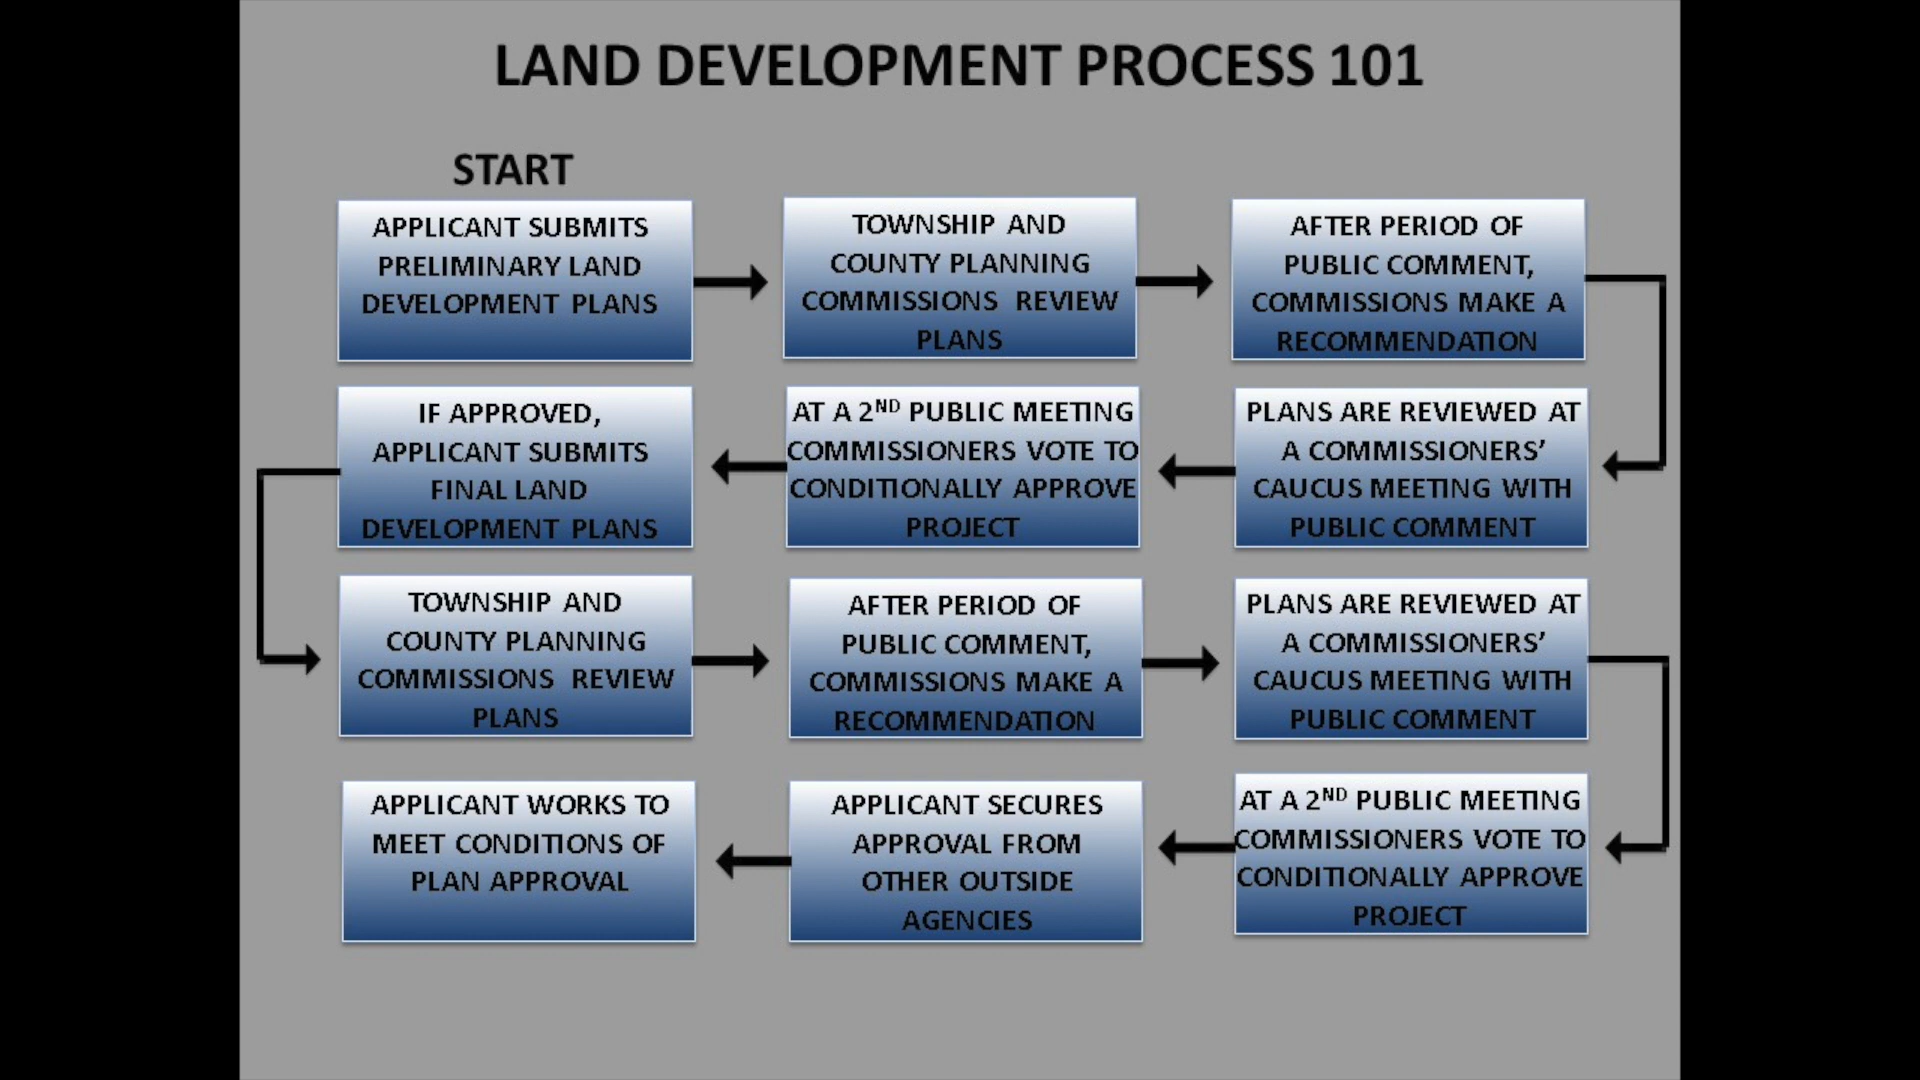 LAND DEVELOPMENT PROCESS 101
START
APPLICANT SUBMITS
PRELIMINARY LAND
DEVELOPMENT PLANS
TOWNSHIP AND
COUNTY PLANNING
COMMISSIONS REVIEW
PLANS
AFTER PERIOD OF
PUBLIC COMMENT,
COMMISSIONS MAKE A
RECOMMENDATION
PLANS ARE REVIEWED AT
A COMMISSIONERS’
CAUCUS MEETING WITH
PUBLIC COMMENT
AT A 2ND PUBLIC MEETING
COMMISSIONERS VOTE TO
CONDITIONALLY APPROVE
PROJECT
IF APPROVED,
APPLICANT SUBMITS
FINAL LAND
DEVELOPMENT PLANS
TOWNSHIP AND
COUNTY PLANNING
COMMISSIONS REVIEW
PLANS
AFTER PERIOD OF
PUBLIC COMMENT,
COMMISSIONS MAKE A
RECOMMENDATION
PLANS ARE REVIEWED AT
A COMMISSIONERS’
CAUCUS MEETING WITH
PUBLIC COMMENT
AT A 2ND PUBLIC MEETING
COMMISSIONERS VOTE TO
CONDITIONALLY APPROVE
PROJECT
APPLICANT SECURES
APPROVAL FROM
OTHER OUTSIDE
AGENCIES
APPLICANT WORKS TO
MEET CONDITIONS OF
PLAN APPROVAL